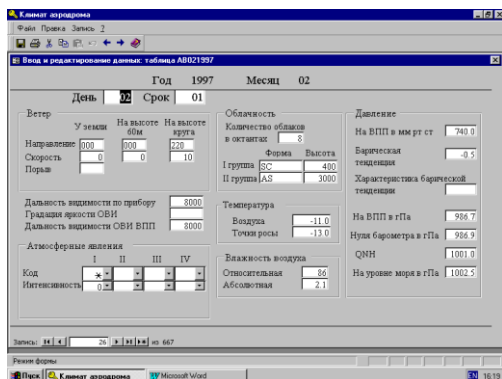 Климат аэродрома
Файл Правка Запись ?
Ввод и редактирование данных: таблица AB021997
Год 1997 Месяц 02
День 02 Срок 01
Ветер
У земли На высоте 60м На высоте круга
Направление 000 000 220
Скорость 0 0 10
Порыв
Дальность видимости по прибору 8000
Градация яркости ОВИ
Дальность видимости ОВИ ВПП 8000
Атмосферные явления
I II III IV
Код *
Интенсивность 0
Облачность
Количество облаков
в октантах 8
Форма Высота
I группа SC 400
II группа AS 3000
Температура
Воздуха -11.0
Точки росы -13.0
Влажность воздуха
Относительная 86
Абсолютная 2.1
Давление
На ВПП в мм рт ст 740.0
Барическая
тенденция -0.5
Характеристика барической
тенденции
На ВПП в гПа 986.7
Нуля барометра в гПа 986.9
QNH 1001.0
На уровне моря в гПа 1002.5
Запись: 26 из 667
Режим формы
Пуск Климат аэродрома Microsoft Word EN 16:19